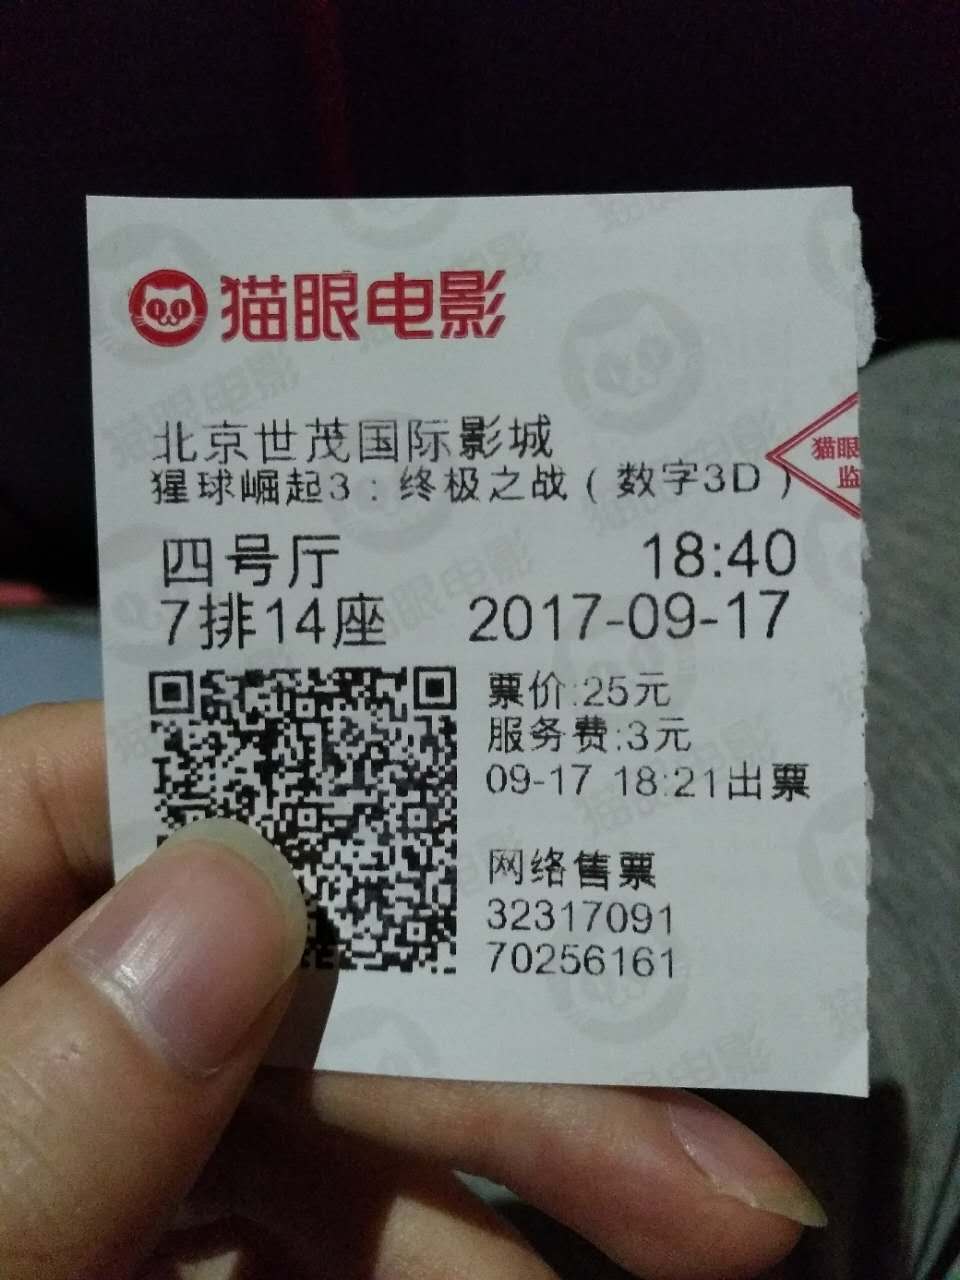 猫眼电影
北京世茂国际影城
猩球崛起3：终极之战（数字3D）
猫眼
监
四号厅 18:40
7排14座 2017-09-17
票价:25元
服务费:3元
09-17 18:21出票
网络售票
32317091
70256161